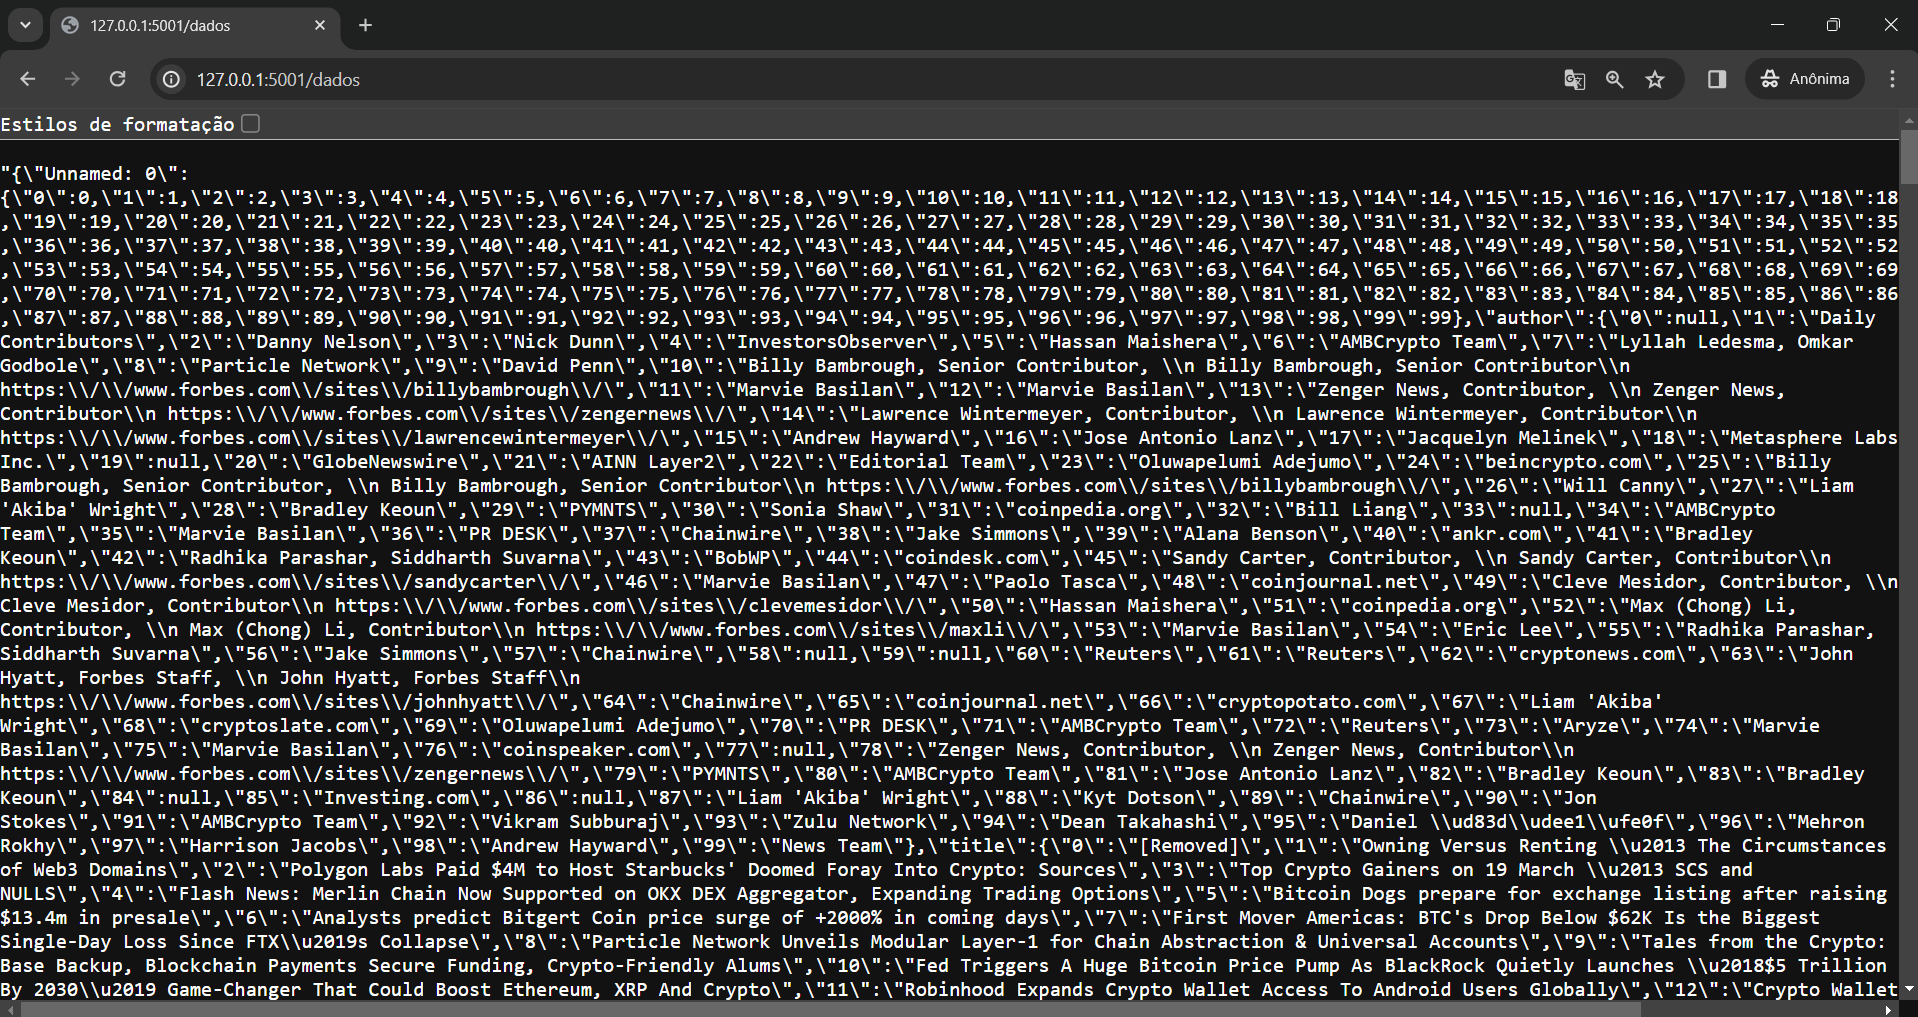 127.0.0.1:5001/dados
127.0.0.1:5001/dados
Anônima
Estilos de formatação
"{\"Unnamed: 0\":
{\"0\":0,\"1\":1,\"2\":2,\"3\":3,\"4\":4,\"5\":5,\"6\":6,\"7\":7,\"8\":8,\"9\":9,\"10\":10,\"11\":11,\"12\":12,\"13\":13,\"14\":14,\"15\":15,\"16\":16,\"17\":17,\"18\":18
,\"19\":19,\"20\":20,\"21\":21,\"22\":22,\"23\":23,\"24\":24,\"25\":25,\"26\":26,\"27\":27,\"28\":28,\"29\":29,\"30\":30,\"31\":31,\"32\":32,\"33\":33,\"34\":34,\"35\":35
,\"36\":36,\"37\":37,\"38\":38,\"39\":39,\"40\":40,\"41\":41,\"42\":42,\"43\":43,\"44\":44,\"45\":45,\"46\":46,\"47\":47,\"48\":48,\"49\":49,\"50\":50,\"51\":51,\"52\":52
,\"53\":53,\"54\":54,\"55\":55,\"56\":56,\"57\":57,\"58\":58,\"59\":59,\"60\":60,\"61\":61,\"62\":62,\"63\":63,\"64\":64,\"65\":65,\"66\":66,\"67\":67,\"68\":68,\"69\":69
,\"70\":70,\"71\":71,\"72\":72,\"73\":73,\"74\":74,\"75\":75,\"76\":76,\"77\":77,\"78\":78,\"79\":79,\"80\":80,\"81\":81,\"82\":82,\"83\":83,\"84\":84,\"85\":85,\"86\":86
,\"87\":87,\"88\":88,\"89\":89,\"90\":90,\"91\":91,\"92\":92,\"93\":93,\"94\":94,\"95\":95,\"96\":96,\"97\":97,\"98\":98,\"99\":99},\"author\":{\"0\":null,\"1\":\"Daily
Contributors\",\"2\":\"Danny Nelson\",\"3\":\"Nick Dunn\",\"4\":\"InvestorsObserver\",\"5\":\"Hassan Maishera\",\"6\":\"AMBCrypto Team\",\"7\":\"Lyllah Ledesma, Omkar
Godbole\",\"8\":\"Particle Network\",\"9\":\"David Penn\",\"10\":\"Billy Bambrough, Senior Contributor, \\n Billy Bambrough, Senior Contributor\\n
https:\\/\\/www.forbes.com\\/sites\\/billybambrough\\/\",\"11\":\"Marvie Basilan\",\"12\":\"Marvie Basilan\",\"13\":\"Zenger News, Contributor, \\n Zenger News,
Contributor\\n https:\\/\\/www.forbes.com\\/sites\\/zengernews\\/\",\"14\":\"Lawrence Wintermeyer, Contributor, \\n Lawrence Wintermeyer, Contributor\\n
https:\\/\\/www.forbes.com\\/sites\\/lawrencewintermeyer\\/\",\"15\":\"Andrew Hayward\",\"16\":\"Jose Antonio Lanz\",\"17\":\"Jacquelyn Melinek\",\"18\":\"Metasphere Labs
Inc.\",\"19\":null,\"20\":\"GlobeNewswire\",\"21\":\"AINN Layer2\",\"22\":\"Editorial Team\",\"23\":\"Oluwapelumi Adejumo\",\"24\":\"beincrypto.com\",\"25\":\"Billy
Bambrough, Senior Contributor, \\n Billy Bambrough, Senior Contributor\\n https:\\/\\/www.forbes.com\\/sites\\/billybambrough\\/\",\"26\":\"Will Canny\",\"27\":\"Liam
'Akiba' Wright\",\"28\":\"Bradley Keoun\",\"29\":\"PYMNTS\",\"30\":\"Sonia Shaw\",\"31\":\"coinpedia.org\",\"32\":\"Bill Liang\",\"33\":null,\"34\":\"AMBCrypto
Team\",\"35\":\"Marvie Basilan\",\"36\":\"PR DESK\",\"37\":\"Chainwire\",\"38\":\"Jake Simmons\",\"39\":\"Alana Benson\",\"40\":\"ankr.com\",\"41\":\"Bradley
Keoun\",\"42\":\"Radhika Parashar, Siddharth Suvarna\",\"43\":\"BobWP\",\"44\":\"coindesk.com\",\"45\":\"Sandy Carter, Contributor, \\n Sandy Carter, Contributor\\n
https:\\/\\/www.forbes.com\\/sites\\/sandycarter\\/\",\"46\":\"Marvie Basilan\",\"47\":\"Paolo Tasca\",\"48\":\"coinjournal.net\",\"49\":\"Cleve Mesidor, Contributor, \\n
Cleve Mesidor, Contributor\\n https:\\/\\/www.forbes.com\\/sites\\/clevemesidor\\/\",\"50\":\"Hassan Maishera\",\"51\":\"coinpedia.org\",\"52\":\"Max (Chong) Li,
Contributor, \\n Max (Chong) Li, Contributor\\n https:\\/\\/www.forbes.com\\/sites\\/maxli\\/\",\"53\":\"Marvie Basilan\",\"54\":\"Eric Lee\",\"55\":\"Radhika Parashar,
Siddharth Suvarna\",\"56\":\"Jake Simmons\",\"57\":\"Chainwire\",\"58\":null,\"59\":null,\"60\":\"Reuters\",\"61\":\"Reuters\",\"62\":\"cryptonews.com\",\"63\":\"John
Hyatt, Forbes Staff, \\n John Hyatt, Forbes Staff\\n
https:\\/\\/www.forbes.com\\/sites\\/johnhyatt\\/\",\"64\":\"Chainwire\",\"65\":\"coinjournal.net\",\"66\":\"cryptopotato.com\",\"67\":\"Liam 'Akiba'
Wright\",\"68\":\"cryptoslate.com\",\"69\":\"Oluwapelumi Adejumo\",\"70\":\"PR DESK\",\"71\":\"AMBCrypto Team\",\"72\":\"Reuters\",\"73\":\"Aryze\",\"74\":\"Marvie
Basilan\",\"75\":\"Marvie Basilan\",\"76\":\"coinspeaker.com\",\"77\":null,\"78\":\"Zenger News, Contributor, \\n Zenger News, Contributor\\n
https:\\/\\/www.forbes.com\\/sites\\/zengernews\\/\",\"79\":\"PYMNTS\",\"80\":\"AMBCrypto Team\",\"81\":\"Jose Antonio Lanz\",\"82\":\"Bradley Keoun\",\"83\":\"Bradley
Keoun\",\"84\":null,\"85\":\"Investing.com\",\"86\":null,\"87\":\"Liam 'Akiba' Wright\",\"88\":\"Kyt Dotson\",\"89\":\"Chainwire\",\"90\":\"Jon
Stokes\",\"91\":\"AMBCrypto Team\",\"92\":\"Vikram Subburaj\",\"93\":\"Zulu Network\",\"94\":\"Dean Takahashi\",\"95\":\"Daniel \\ud83d\\udee1\\ufe0f\",\"96\":\"Mehron
Rokhy\",\"97\":\"Harrison Jacobs\",\"98\":\"Andrew Hayward\",\"99\":\"News Team\"},\"title\":{\"0\":\"[Removed]\",\"1\":\"Owning Versus Renting \\u2013 The Circumstances
of Web3 Domains\",\"2\":\"Polygon Labs Paid $4M to Host Starbucks' Doomed Foray Into Crypto: Sources\",\"3\":\"Top Crypto Gainers on 19 March \\u2013 SCS and
NULLS\",\"4\":\"Flash News: Merlin Chain Now Supported on OKX DEX Aggregator, Expanding Trading Options\",\"5\":\"Bitcoin Dogs prepare for exchange listing after raising
$13.4m in presale\",\"6\":\"Analysts predict Bitgert Coin price surge of +2000% in coming days\",\"7\":\"First Mover Americas: BTC's Drop Below $62K Is the Biggest
Single-Day Loss Since FTX\\u2019s Collapse\",\"8\":\"Particle Network Unveils Modular Layer-1 for Chain Abstraction & Universal Accounts\",\"9\":\"Tales from the Crypto:
Base Backup, Blockchain Payments Secure Funding, Crypto-Friendly Alums\",\"10\":\"Fed Triggers A Huge Bitcoin Price Pump As BlackRock Quietly Launches \\u2018$5 Trillion
By 2030\\u2019 Game-Changer That Could Boost Ethereum, XRP And Crypto\",\"11\":\"Robinhood Expands Crypto Wallet Access To Android Users Globally\",\"12\":\"Crypto Wallet